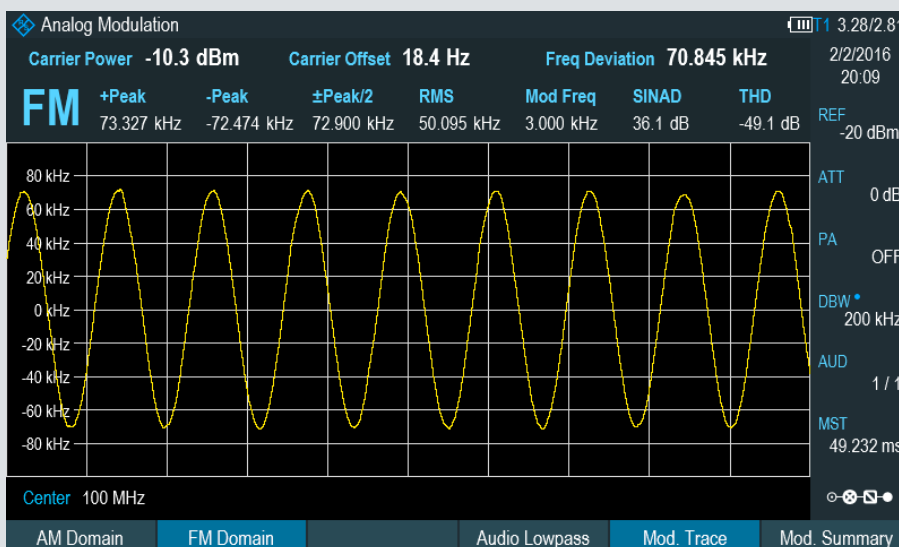 Analog Modulation
T1 3.28/2.81
Carrier Power -10.3 dBm Carrier Offset 18.4 Hz Freq Deviation 70.845 kHz
2/2/2016
20:09
FM
+Peak -Peak ±Peak/2 RMS Mod Freq SINAD THD
73.327 kHz -72.474 kHz 72.900 kHz 50.095 kHz 3.000 kHz 36.1 dB -49.1 dB
REF
-20 dBm
ATT
0 dB
PA
OFF
DBW
200 kHz
AUD
1 / 1
MST
49.232 ms
80 kHz
60 kHz
40 kHz
20 kHz
0 kHz
-20 kHz
-40 kHz
-60 kHz
-80 kHz
Center 100 MHz
AM Domain FM Domain Audio Lowpass Mod. Trace Mod. Summary